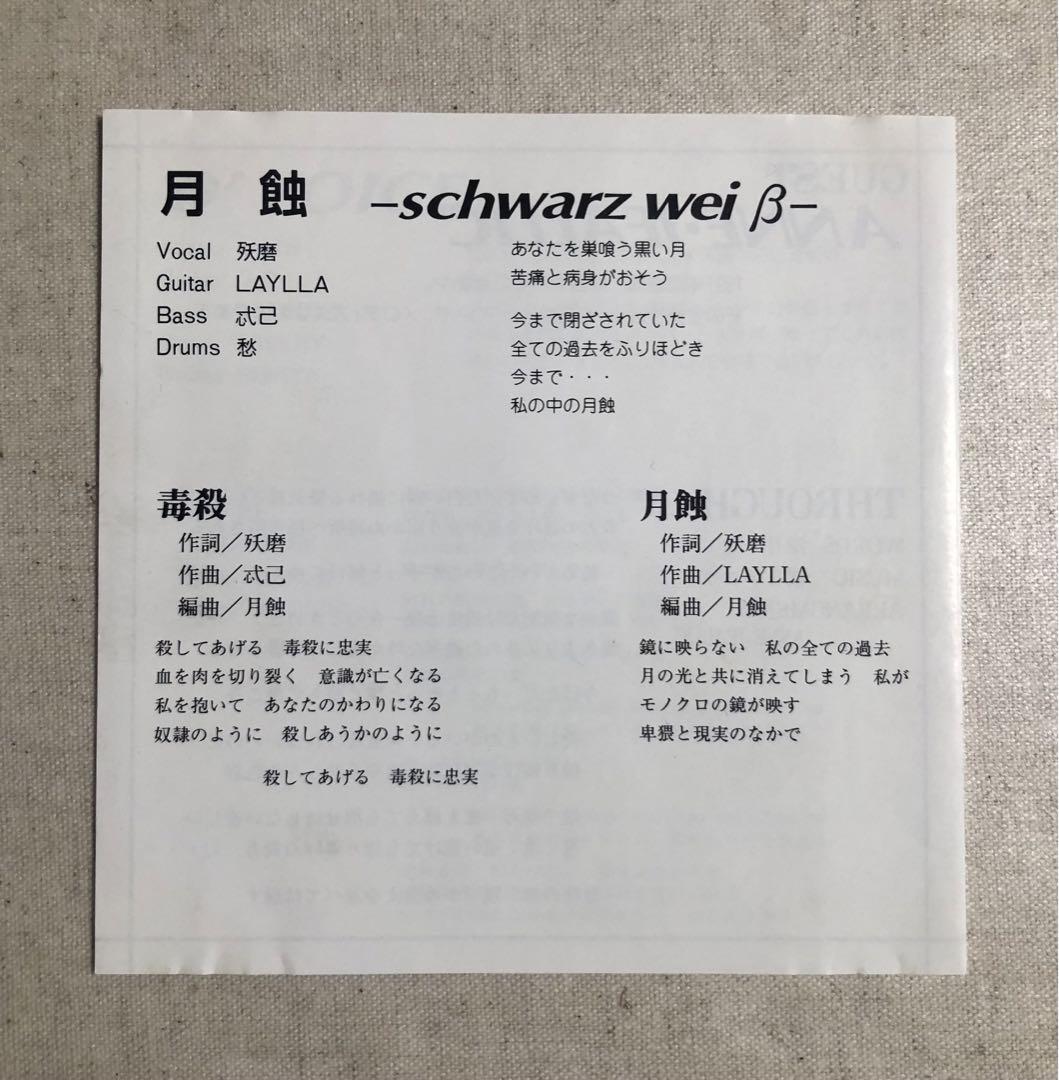 月蝕 –schwarz wei β–
Vocal 殀磨
Guitar LAYLLA
Bass 忒己
Drums 愁
あなたを巣喰う黒い月
苦痛と病身がおそう
今まで閉ざされていた
全ての過去をふりほどき
今まで・・・
私の中の月蝕
毒殺
作詞／殀磨
作曲／忒己
編曲／月蝕
殺してあげる　毒殺に忠実
血を肉を切り裂く　意識が亡くなる
私を抱いて　あなたのかわりになる
奴隷のように　殺しあうかのように
殺してあげる　毒殺に忠実
月蝕
作詞／殀磨
作曲／LAYLLA
編曲／月蝕
鏡に映らない　私の全ての過去
月の光と共に消えてしまう　私が
モノクロの鏡が映す
卑猥と現実のなかで